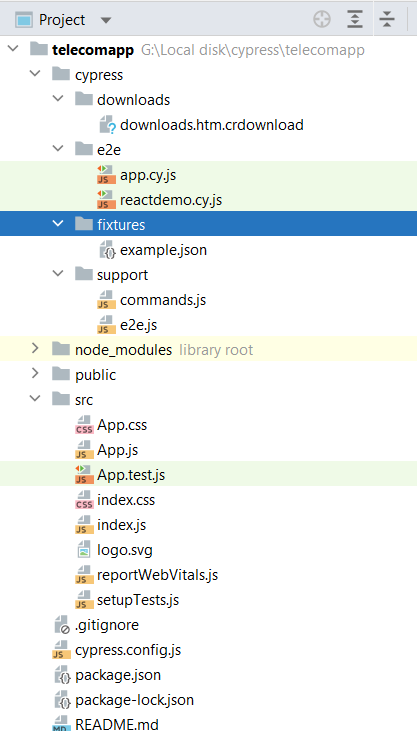 Project
telecomapp G:\Local disk\cypress\telecomapp
cypress
downloads
downloads.htm.crdownload
e2e
app.cy.js
reactdemo.cy.js
fixtures
example.json
support
commands.js
e2e.js
node_modules library root
public
src
App.css
App.js
App.test.js
index.css
index.js
logo.svg
reportWebVitals.js
setupTests.js
.gitignore
cypress.config.js
package.json
package-lock.json
README.md